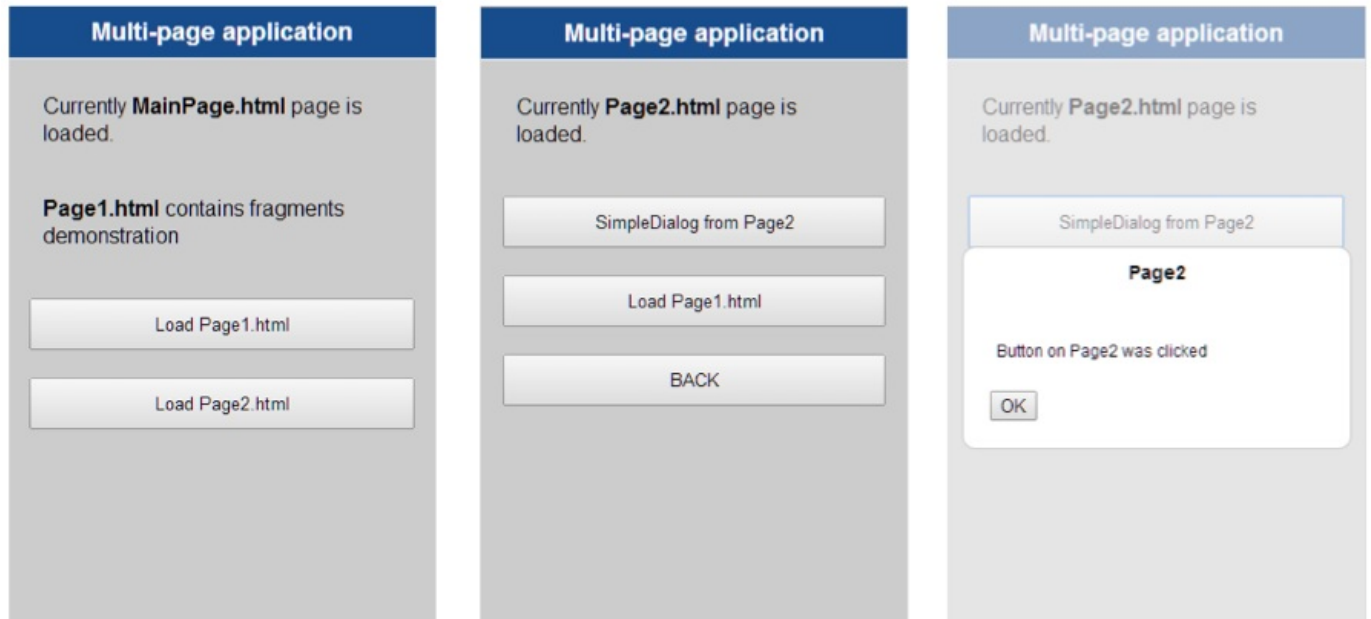 Multi-page application
Currently MainPage.html page is
loaded.
Page1.html contains fragments
demonstration
Load Page1.html
Load Page2.html
Multi-page application
Currently Page2.html page is
loaded.
SimpleDialog from Page2
Load Page1.html
BACK
Multi-page application
Currently Page2.html page is
loaded.
SimpleDialog from Page2
Page2
Button on Page2 was clicked
OK